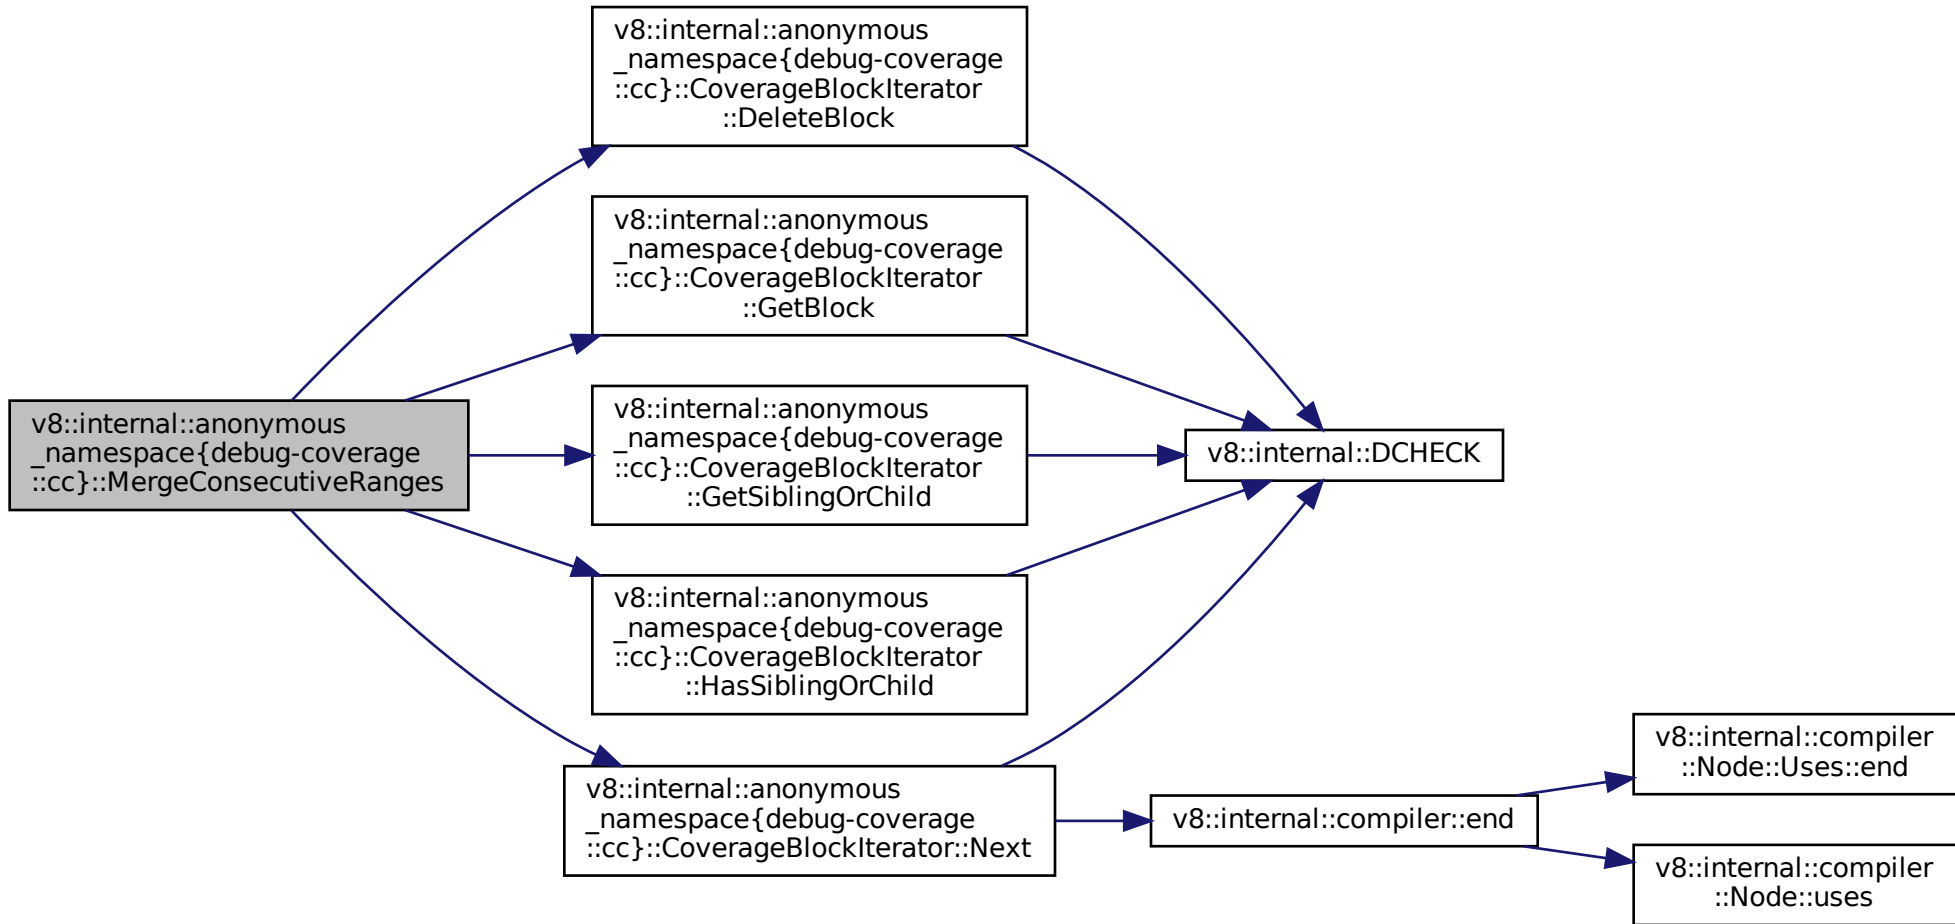 v8::internal::anonymous
_namespace{debug-coverage
::cc}::CoverageBlockIterator
::DeleteBlock
v8::internal::anonymous
_namespace{debug-coverage
::cc}::CoverageBlockIterator
::GetBlock
v8::internal::anonymous
_namespace{debug-coverage
::cc}::MergeConsecutiveRanges
v8::internal::anonymous
_namespace{debug-coverage
::cc}::CoverageBlockIterator
::GetSiblingOrChild
v8::internal::DCHECK
v8::internal::anonymous
_namespace{debug-coverage
::cc}::CoverageBlockIterator
::HasSiblingOrChild
v8::internal::anonymous
_namespace{debug-coverage
::cc}::CoverageBlockIterator::Next
v8::internal::compiler::end
v8::internal::compiler
::Node::Uses::end
v8::internal::compiler
::Node::uses